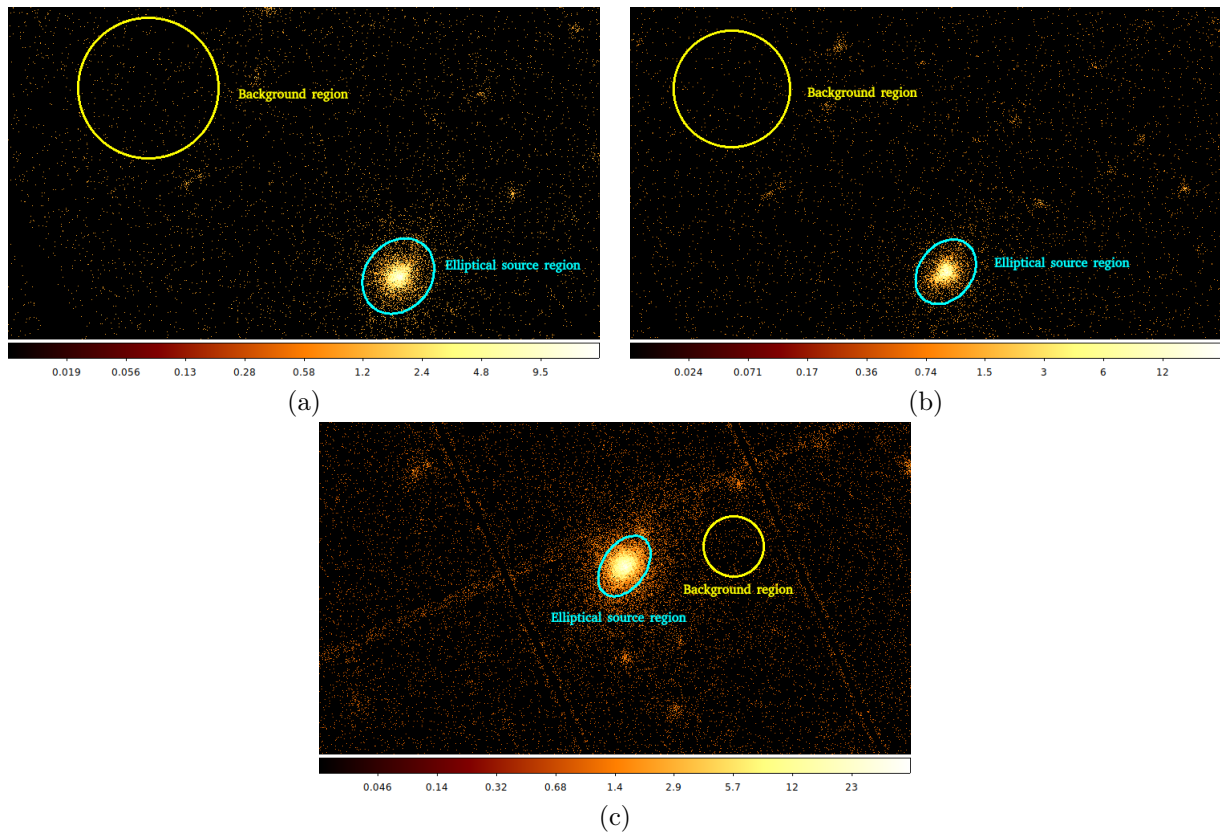 Background region
Elliptical source region
0.019 0.056 0.13 0.28 0.58 1.2 2.4 4.8 9.5
(a)
Background region
Elliptical source region
0.024 0.071 0.17 0.36 0.74 1.5 3 6 12
(b)
Background region
Elliptical source region
0.046 0.14 0.32 0.68 1.4 2.9 5.7 12 23
(c)